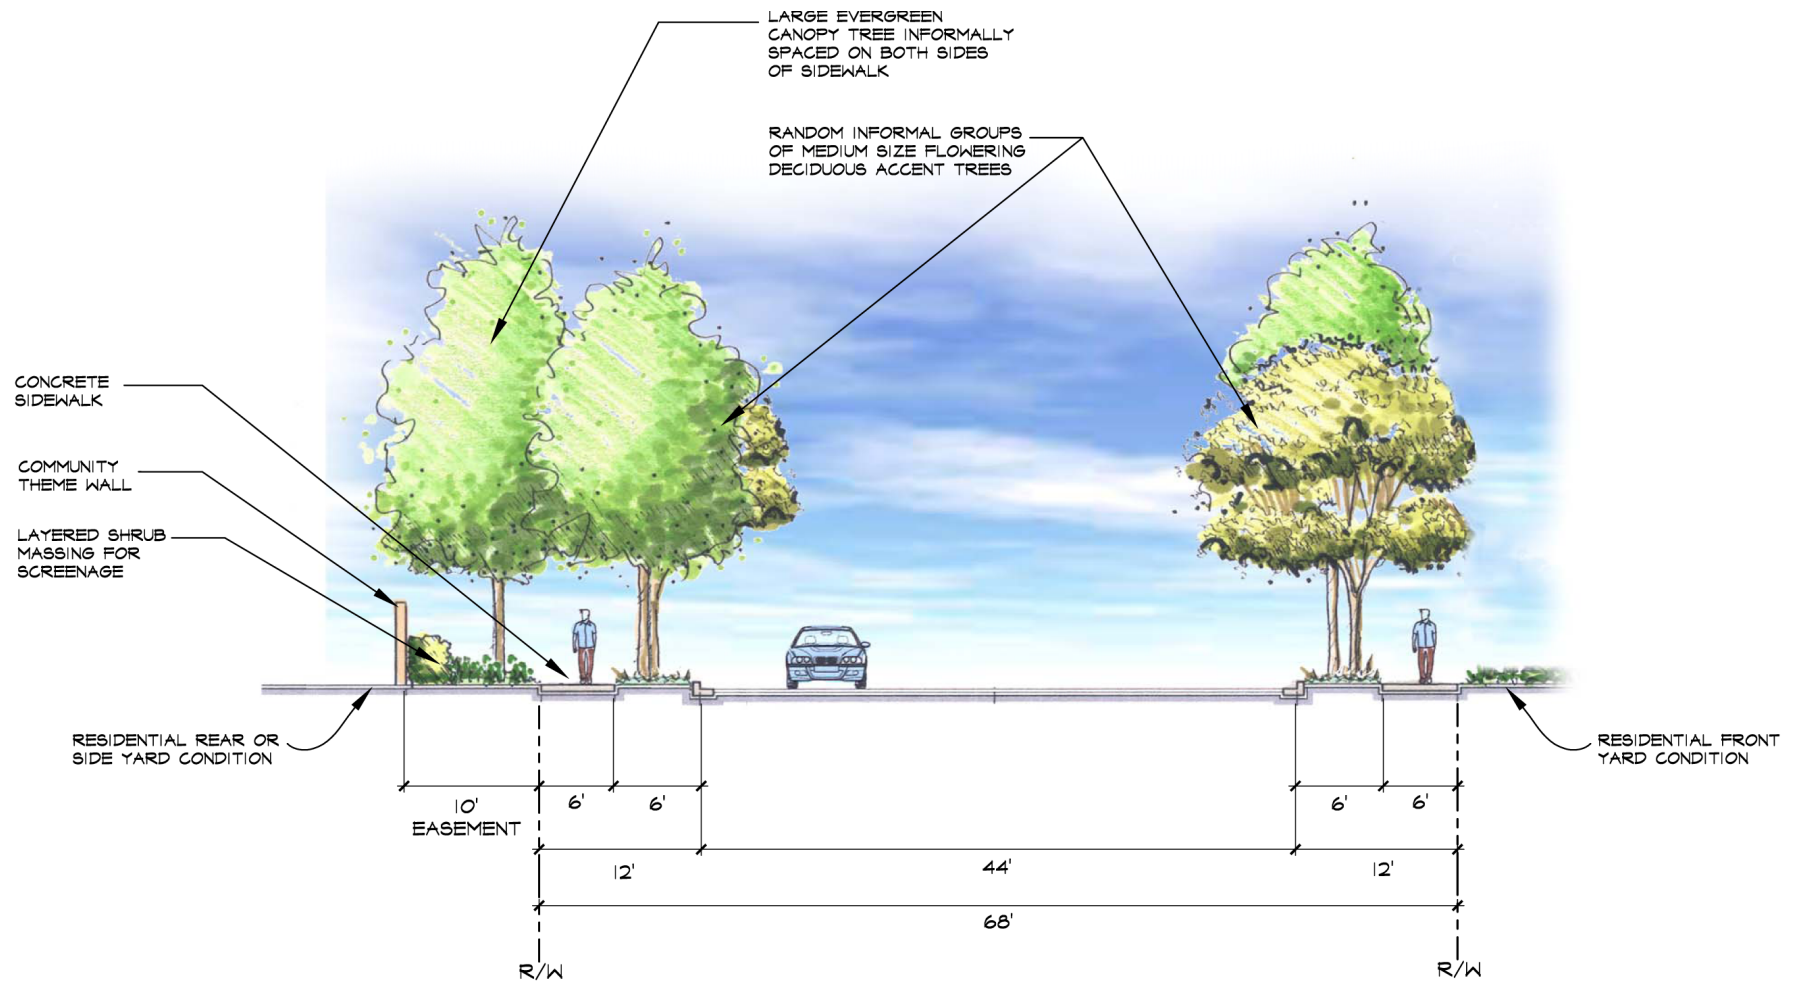 LARGE EVERGREEN
CANOPY TREE INFORMALLY
SPACED ON BOTH SIDES
OF SIDEWALK
RANDOM INFORMAL GROUPS
OF MEDIUM SIZE FLOWERING
DECIDUOUS ACCENT TREES
CONCRETE
SIDEWALK
COMMUNITY
THEME WALL
LAYERED SHRUB
MASSING FOR
SCREENAGE
RESIDENTIAL REAR OR
SIDE YARD CONDITION
RESIDENTIAL FRONT
YARD CONDITION
10'
EASEMENT
6'
6'
6'
6'
12'
44'
12'
68'
R/W
R/W